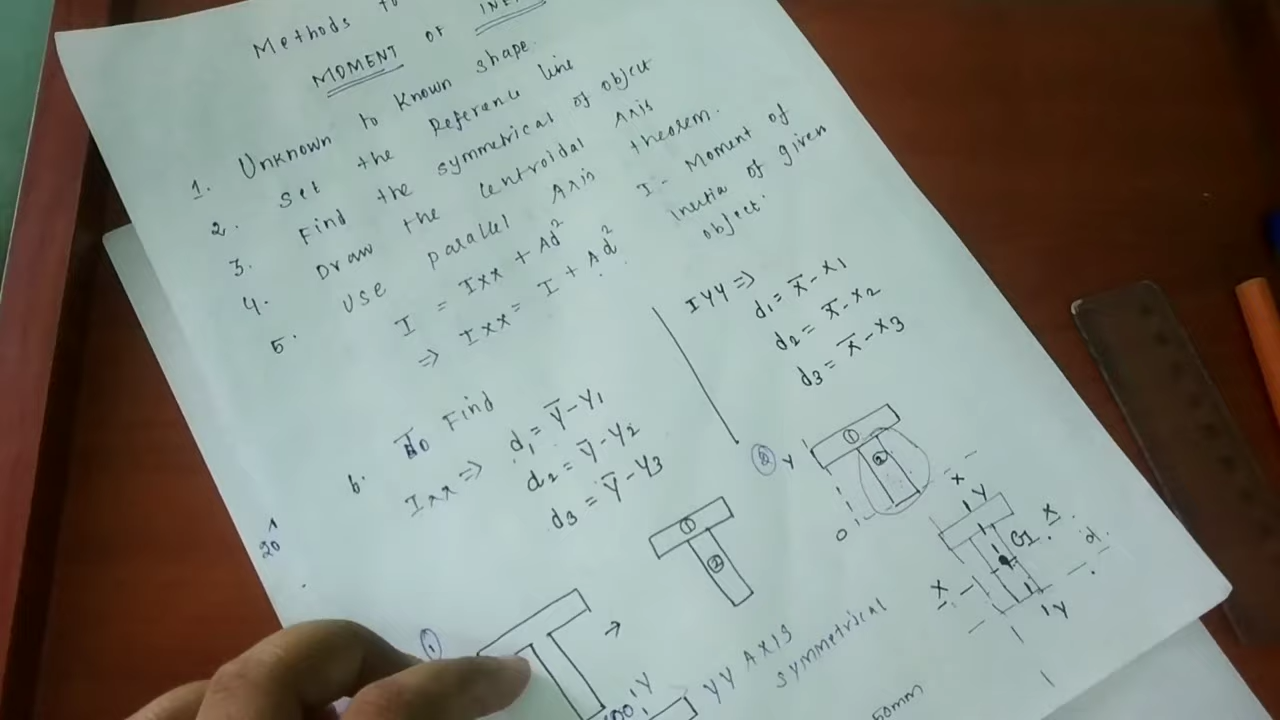 Methods to
MOMENT OF
1. Unknown to known shape.
2. Set the Reference line
3. Find the symmetrical of object
4. Draw the centroidal Axis
5. Use parallel Axis theorem.
I = Ixx + Ad²
⇒ Ixx = I + Ad²
I - Moment of
Inertia of given
object.
6. To Find
Ixx ⇒ d1 = ȳ - y1
d2 = ȳ - y2
d3 = ȳ - y3
IYY ⇒
d1 = x̄ - x1
d2 = x̄ - x2
d3 = x̄ - x3
20
①
① ②
② Y
① ②
O
x Y
G1 x
x
Y
YY AXIS
symmetrical
Y
50mm